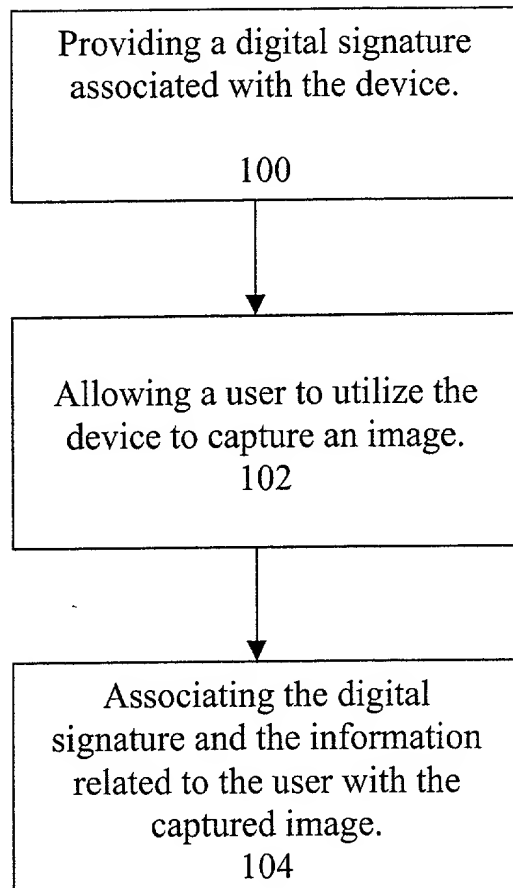 Providing a digital signature
associated with the device.
100
Allowing a user to utilize the
device to capture an image.
102
Associating the digital
signature and the information
related to the user with the
captured image.
104